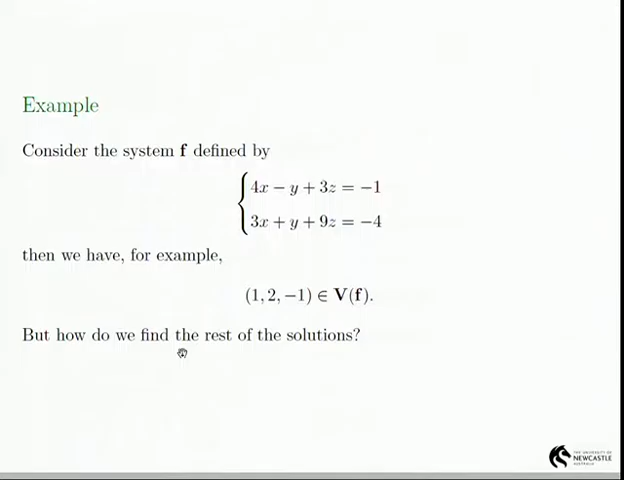 Example
Consider the system f defined by
4x − y + 3z = −1
3x + y + 9z = −4
then we have, for example,
(1, 2, −1) ∈ V(f).
But how do we find the rest of the solutions?
THE UNIVERSITY OF
NEWCASTLE
AUSTRALIA